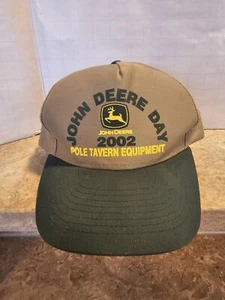 JOHN DEERE DAY
JOHN DEERE
2002
POLE TAVERN EQUIPMENT